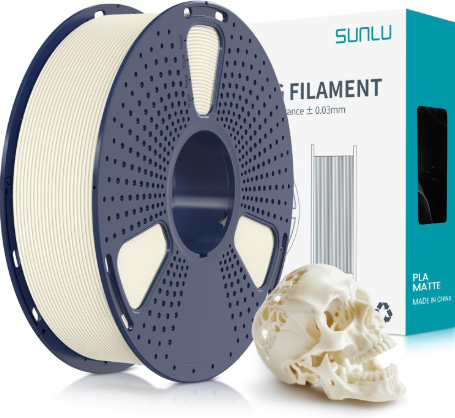 SUNLU
G FILAMENT
ance ± 0.03mm
PLA
MATTE
MADE IN CHINA